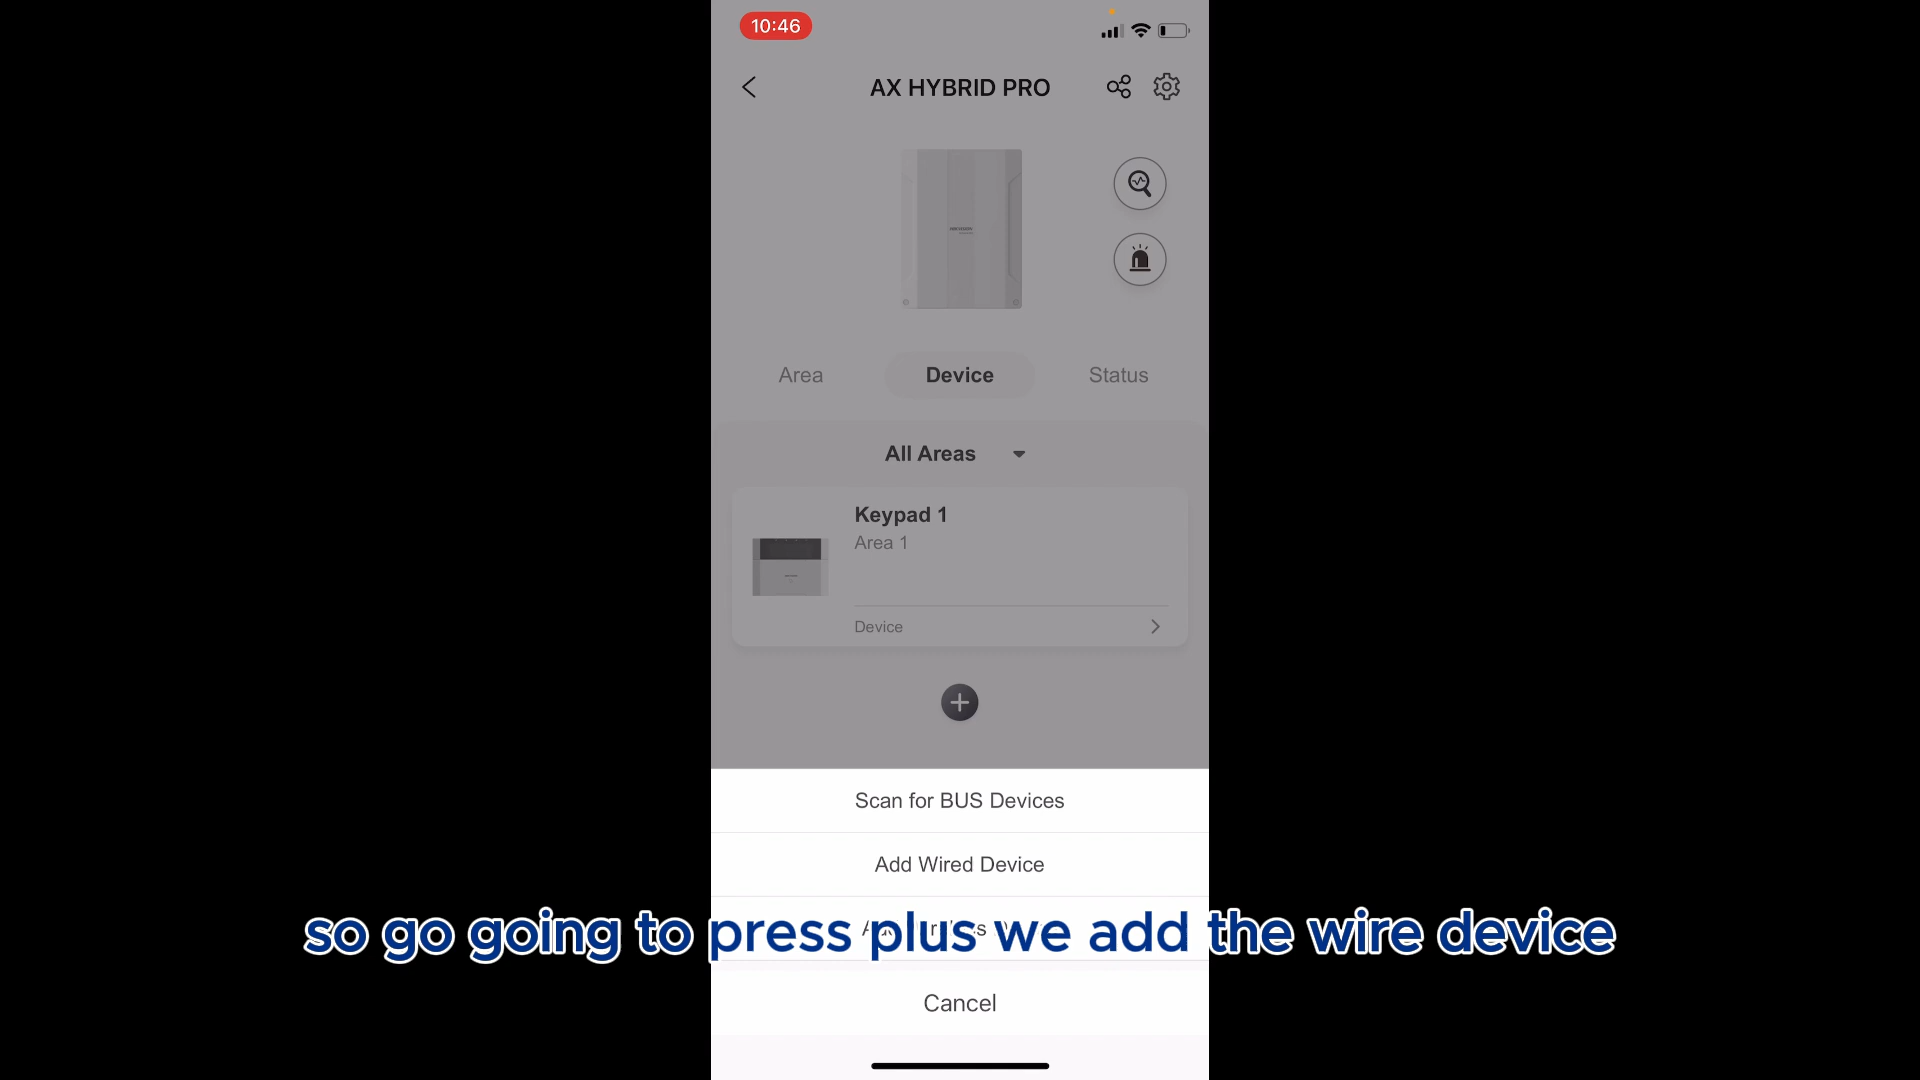 10:46
AX HYBRID PRO
HIKVISION
Area
Device
Status
All Areas
Keypad 1
Area 1
Device
Scan for BUS Devices
Add Wired Device
so go going to press plus we add the wire device
Cancel